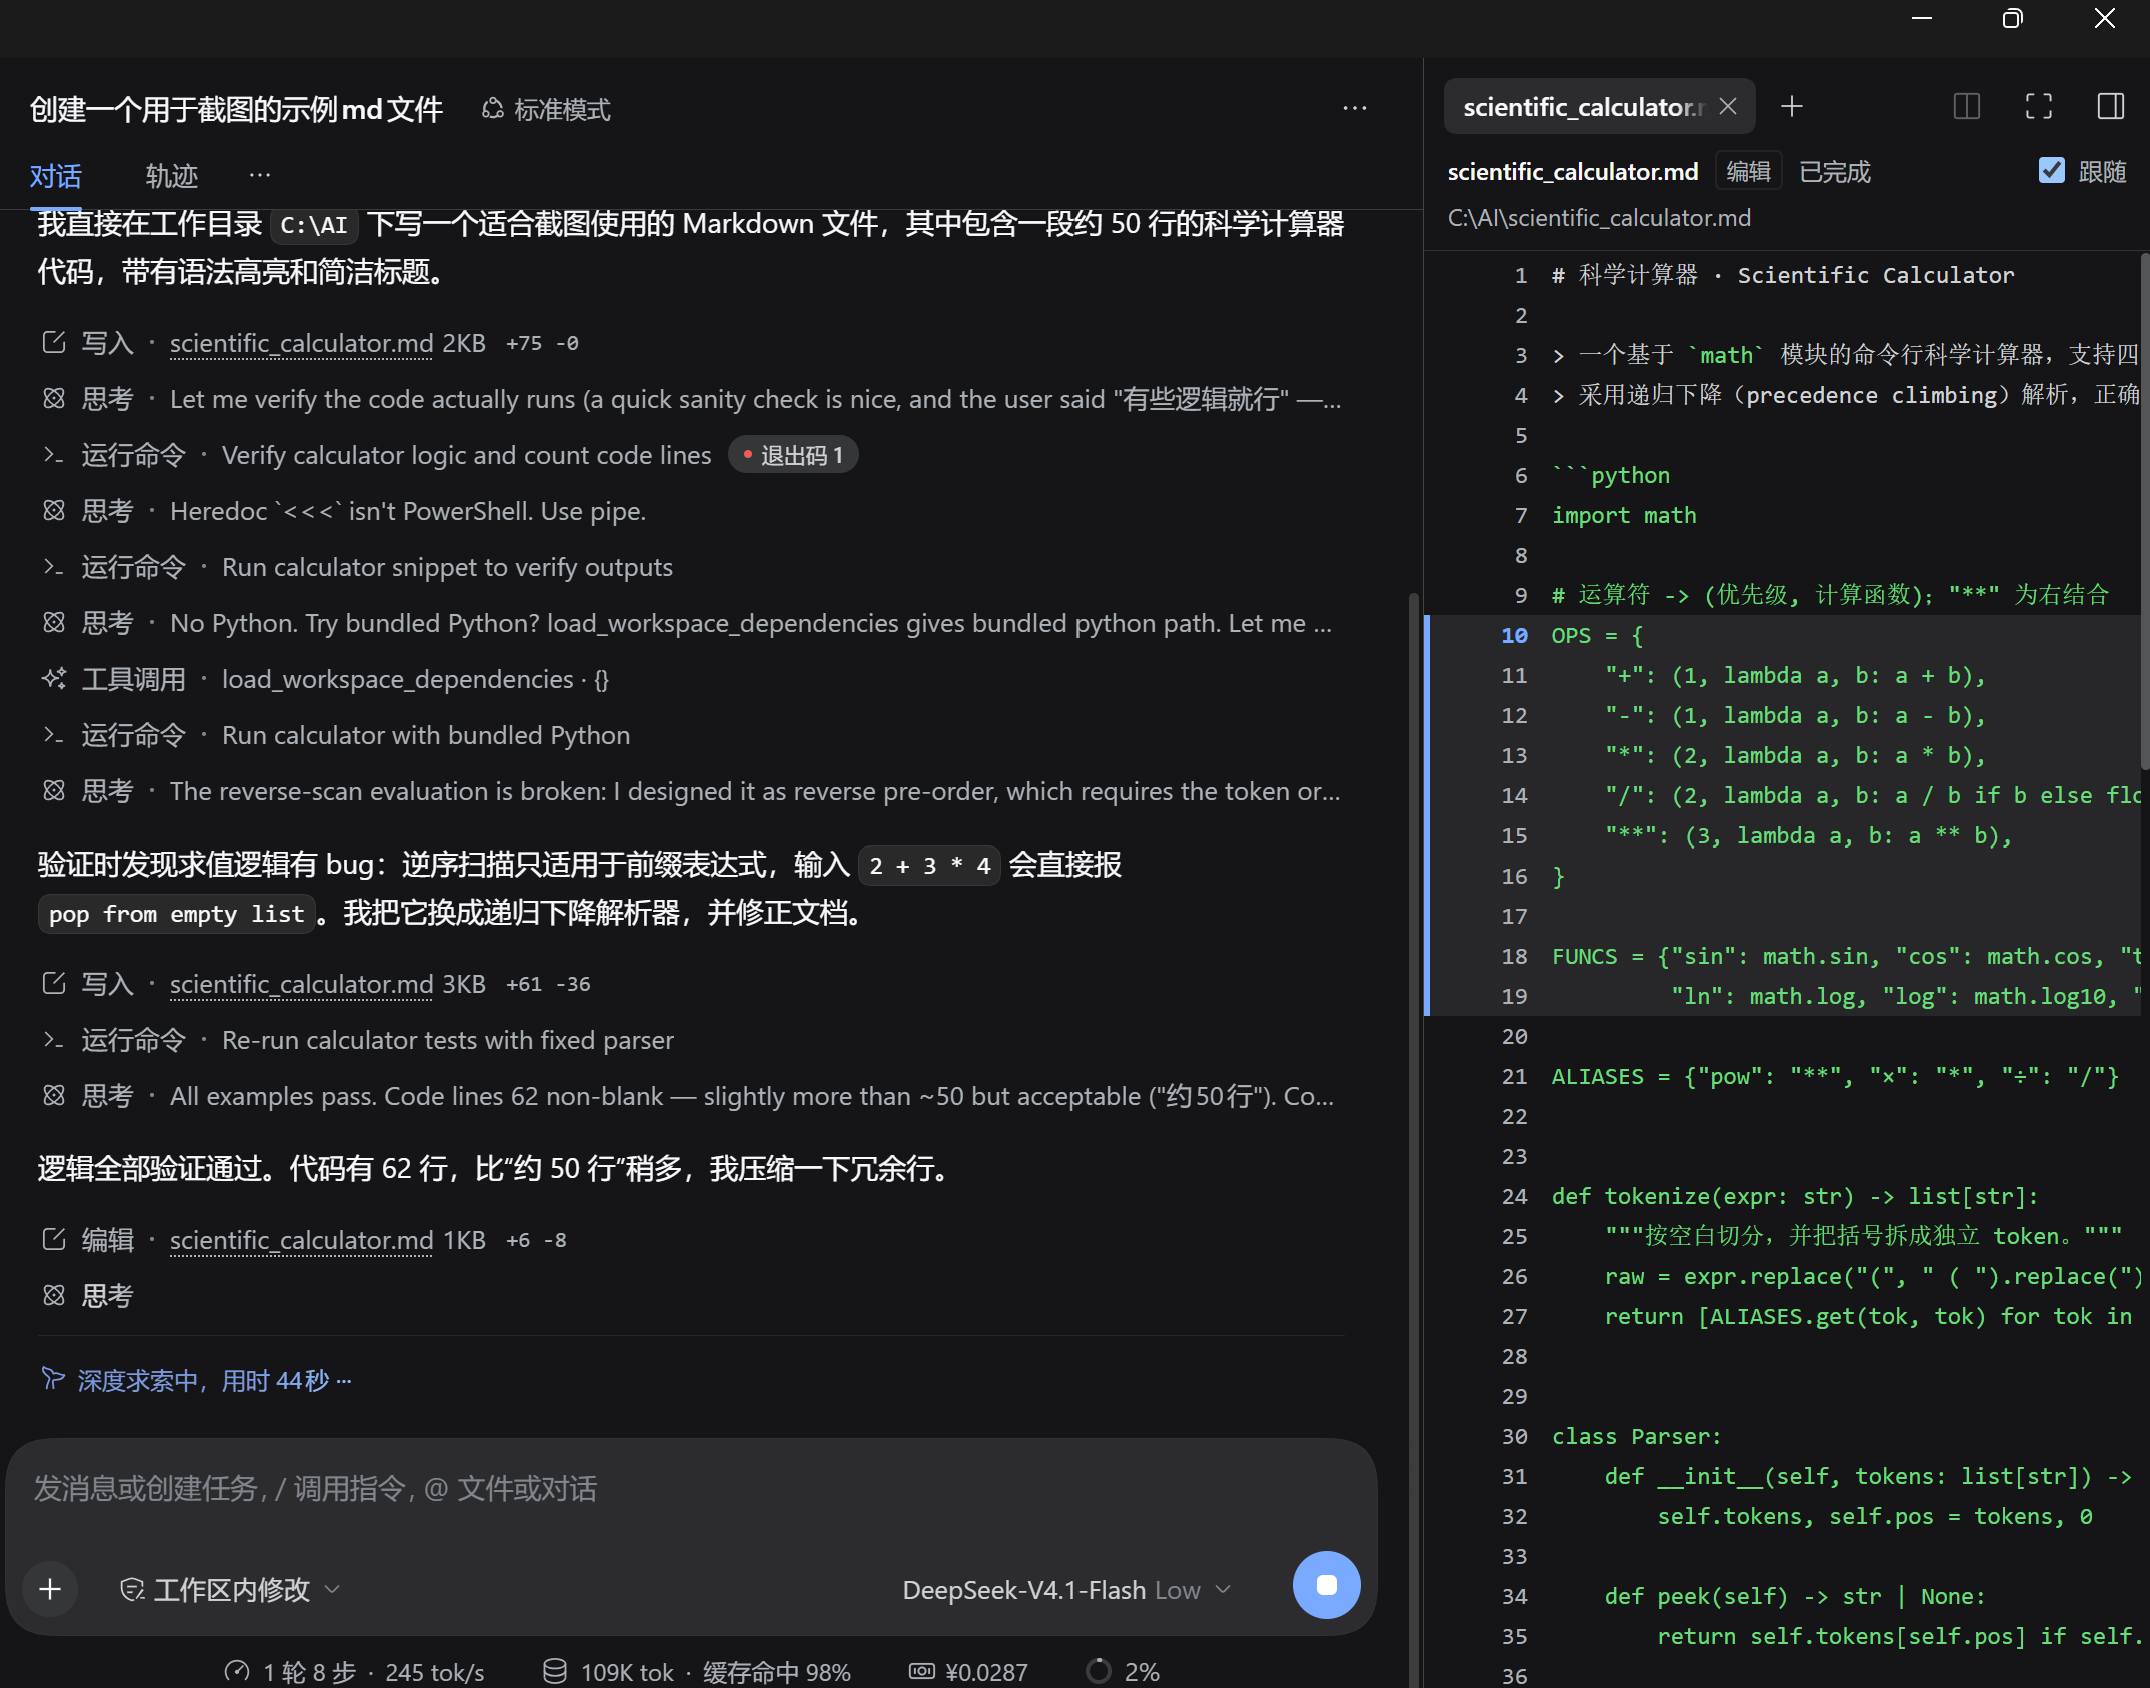 创建一个用于截图的示例md文件 标准模式 ···
对话 轨迹 ···
我直接在工作目录 C:\AI 下写一个适合截图使用的 Markdown 文件，其中包含一段约 50 行的科学计算器
代码，带有语法高亮和简洁标题。
写入 · scientific_calculator.md 2KB +75 -0
思考 · Let me verify the code actually runs (a quick sanity check is nice, and the user said "有些逻辑就行" —...
运行命令 · Verify calculator logic and count code lines 退出码 1
思考 · Heredoc `<<<` isn't PowerShell. Use pipe.
运行命令 · Run calculator snippet to verify outputs
思考 · No Python. Try bundled Python? load_workspace_dependencies gives bundled python path. Let me ...
工具调用 · load_workspace_dependencies · {}
运行命令 · Run calculator with bundled Python
思考 · The reverse-scan evaluation is broken: I designed it as reverse pre-order, which requires the token or...
验证时发现求值逻辑有 bug：逆序扫描只适用于前缀表达式，输入 2 + 3 * 4 会直接报
pop from empty list 。我把它换成递归下降解析器，并修正文档。
写入 · scientific_calculator.md 3KB +61 -36
运行命令 · Re-run calculator tests with fixed parser
思考 · All examples pass. Code lines 62 non-blank — slightly more than ~50 but acceptable ("约50行"). Co...
逻辑全部验证通过。代码有 62 行，比“约 50 行”稍多，我压缩一下冗余行。
编辑 · scientific_calculator.md 1KB +6 -8
思考
深度求索中，用时 44秒 ···
发消息或创建任务, / 调用指令, @ 文件或对话
工作区内修改 DeepSeek-V4.1-Flash Low
1 轮 8 步 · 245 tok/s 109K tok · 缓存命中 98% ¥0.0287 2%
scientific_calculator.m
scientific_calculator.md 编辑 已完成 跟随
C:\AI\scientific_calculator.md
1 # 科学计算器 · Scientific Calculator
2
3 > 一个基于 `math` 模块的命令行科学计算器，支持四
4 > 采用递归下降（precedence climbing）解析，正确
5
6 ```python
7 import math
8
9 # 运算符 -> (优先级, 计算函数); "**" 为右结合
10 OPS = {
11 "+": (1, lambda a, b: a + b),
12 "-": (1, lambda a, b: a - b),
13 "*": (2, lambda a, b: a * b),
14 "/": (2, lambda a, b: a / b if b else flo
15 "**": (3, lambda a, b: a ** b),
16 }
17
18 FUNCS = {"sin": math.sin, "cos": math.cos, "t
19 "ln": math.log, "log": math.log10, "
20
21 ALIASES = {"pow": "**", "×": "*", "÷": "/"}
22
23
24 def tokenize(expr: str) -> list[str]:
25 """按空白切分，并把括号拆成独立 token。"""
26 raw = expr.replace("(", " ( ").replace(")
27 return [ALIASES.get(tok, tok) for tok in
28
29
30 class Parser:
31 def __init__(self, tokens: list[str]) ->
32 self.tokens, self.pos = tokens, 0
33
34 def peek(self) -> str | None:
35 return self.tokens[self.pos] if self.
36